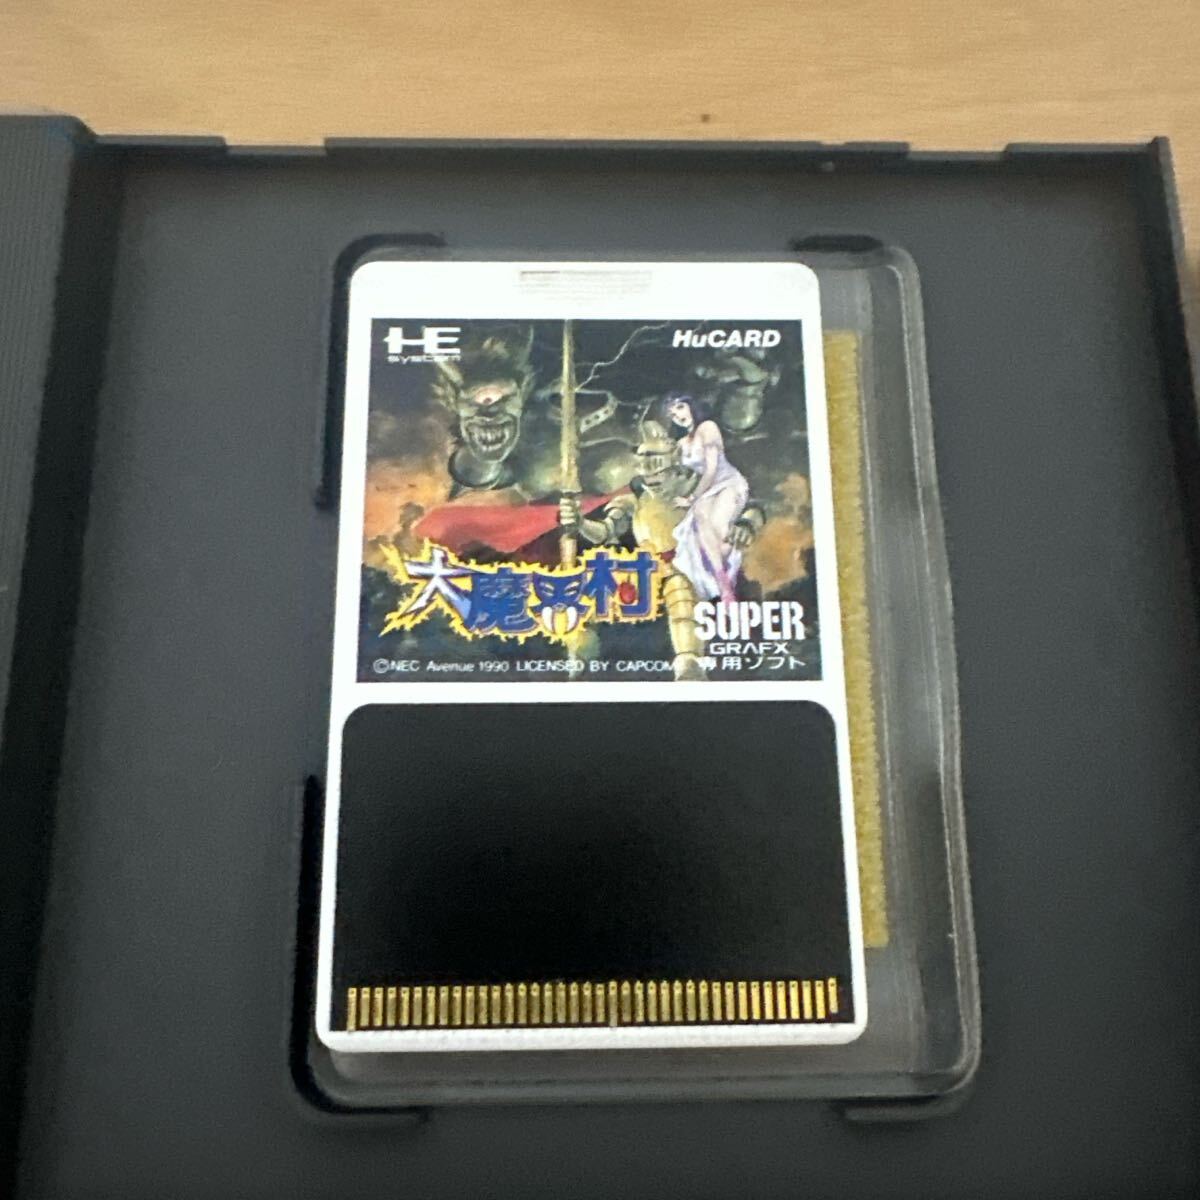 HE system
HuCARD
大魔界村
SUPER
GRAFX
専用ソフト
©NEC Avenue 1990 LICENSED BY CAPCOM